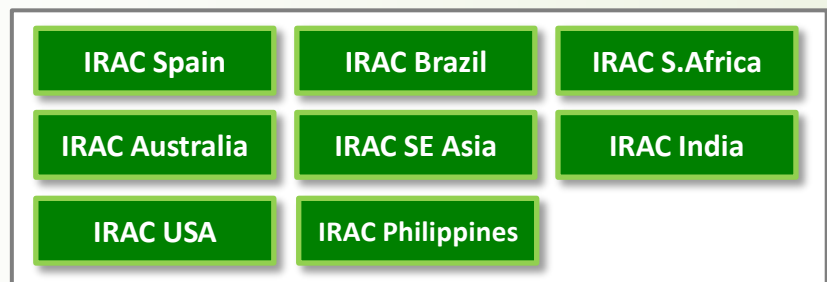 IRAC Spain
IRAC Brazil
IRAC S.Africa
IRAC Australia
IRAC SE Asia
IRAC India
IRAC USA
IRAC Philippines